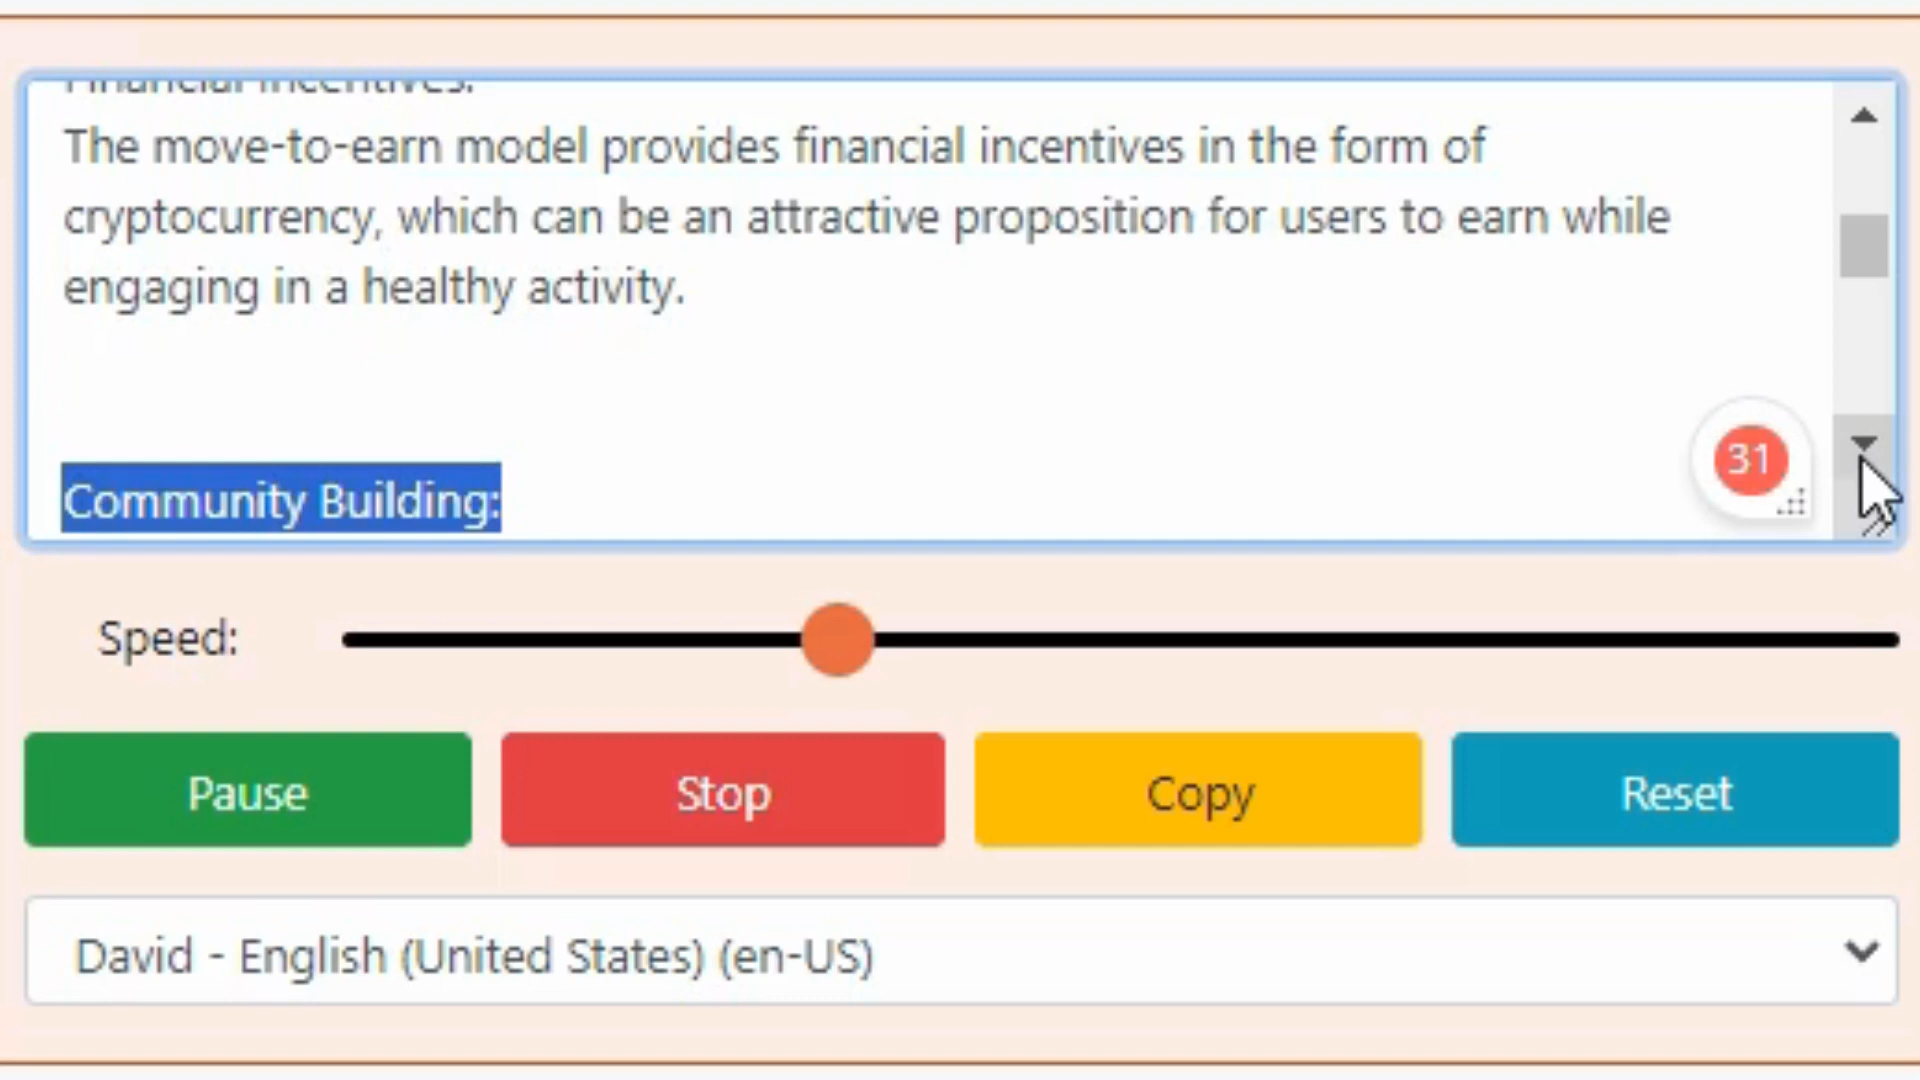 Financial Incentives:
The move-to-earn model provides financial incentives in the form of
cryptocurrency, which can be an attractive proposition for users to earn while
engaging in a healthy activity.
31
Community Building:
Speed:
Pause Stop Copy Reset
David - English (United States) (en-US)